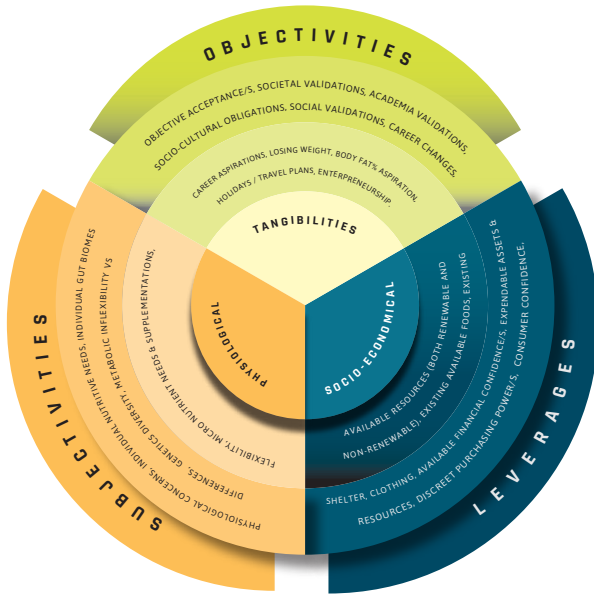 OBJECTIVITIES
OBJECTIVE ACCEPTANCE/S, SOCIETAL VALIDATIONS, ACADEMIA VALIDATIONS,
SOCIO-CULTURAL OBLIGATIONS, SOCIAL VALIDATIONS, CAREER CHANGES.
CAREER ASPIRATIONS, LOSING WEIGHT, BODY FAT% ASPIRATION,
HOLIDAYS / TRAVEL PLANS, ENTERPRENEURSHIP.
TANGIBILITIES
SUBJECTIVITIES
PHYSIOLOGICAL CONCERNS, INDIVIDUAL NUTRITIVE NEEDS, INDIVIDUAL GUT BIOMES
DIFFERENCES, GENETICS DIVERSITY, METABOLIC INFLEXIBILITY VS
FLEXIBILITY, MICRO NUTRIENT NEEDS & SUPPLEMENTATIONS,
PHYSIOLOGICAL
SOCIO-ECONOMICAL
AVAILABLE RESOURCES (BOTH RENEWABLE AND
NON-RENEWABLE), EXISTING AVAILABLE FOODS, EXISTING
SHELTER, CLOTHING, AVAILABLE FINANCIAL CONFIDENCE/S, EXPENDABLE ASSETS &
RESOURCES, DISCREET PURCHASING POWER/S, CONSUMER CONFIDENCE.
LEVERAGES